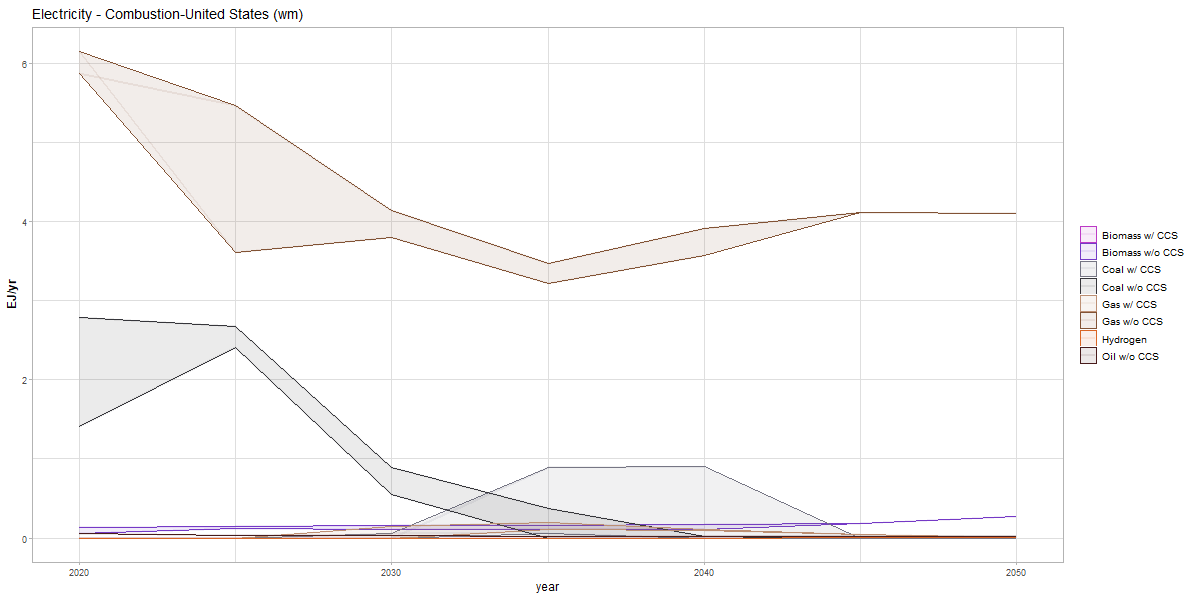 Electricity - Combustion-United States (wm)
EJ/yr
6
4
2
0
2020
2030
2040
2050
year
Biomass w/ CCS
Biomass w/o CCS
Coal w/ CCS
Coal w/o CCS
Gas w/ CCS
Gas w/o CCS
Hydrogen
Oil w/o CCS